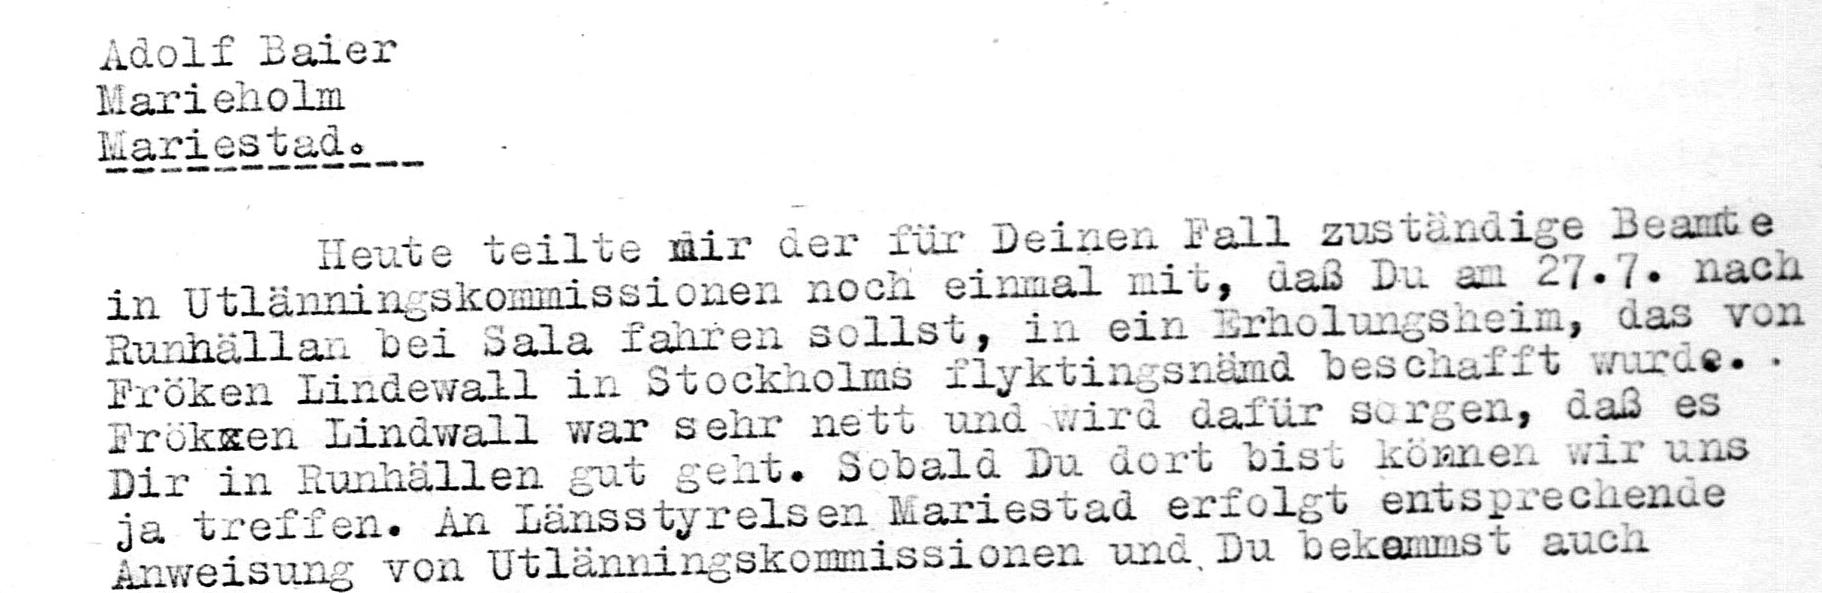 Adolf Baier
Marieholm
Mariestad.
Heute teilte mir der für Deinen Fall zuständige Beamte
in Utlänningskommissionen noch einmal mit, daß Du am 27.7. nach
Runhällan bei Sala fahren sollst, in ein Erholungsheim, das von
Fröken Lindewall in Stockholms flyktingsnämd beschafft wurde..
Frökxen Lindwall war sehr nett und wird dafür sorgen, daß es
Dir in Runhällen gut geht. Sobald Du dort bist können wir uns
ja treffen. An Länsstyrelsen Mariestad erfolgt entsprechende
Anweisung von Utlänningskommissionen und Du bekommst auch